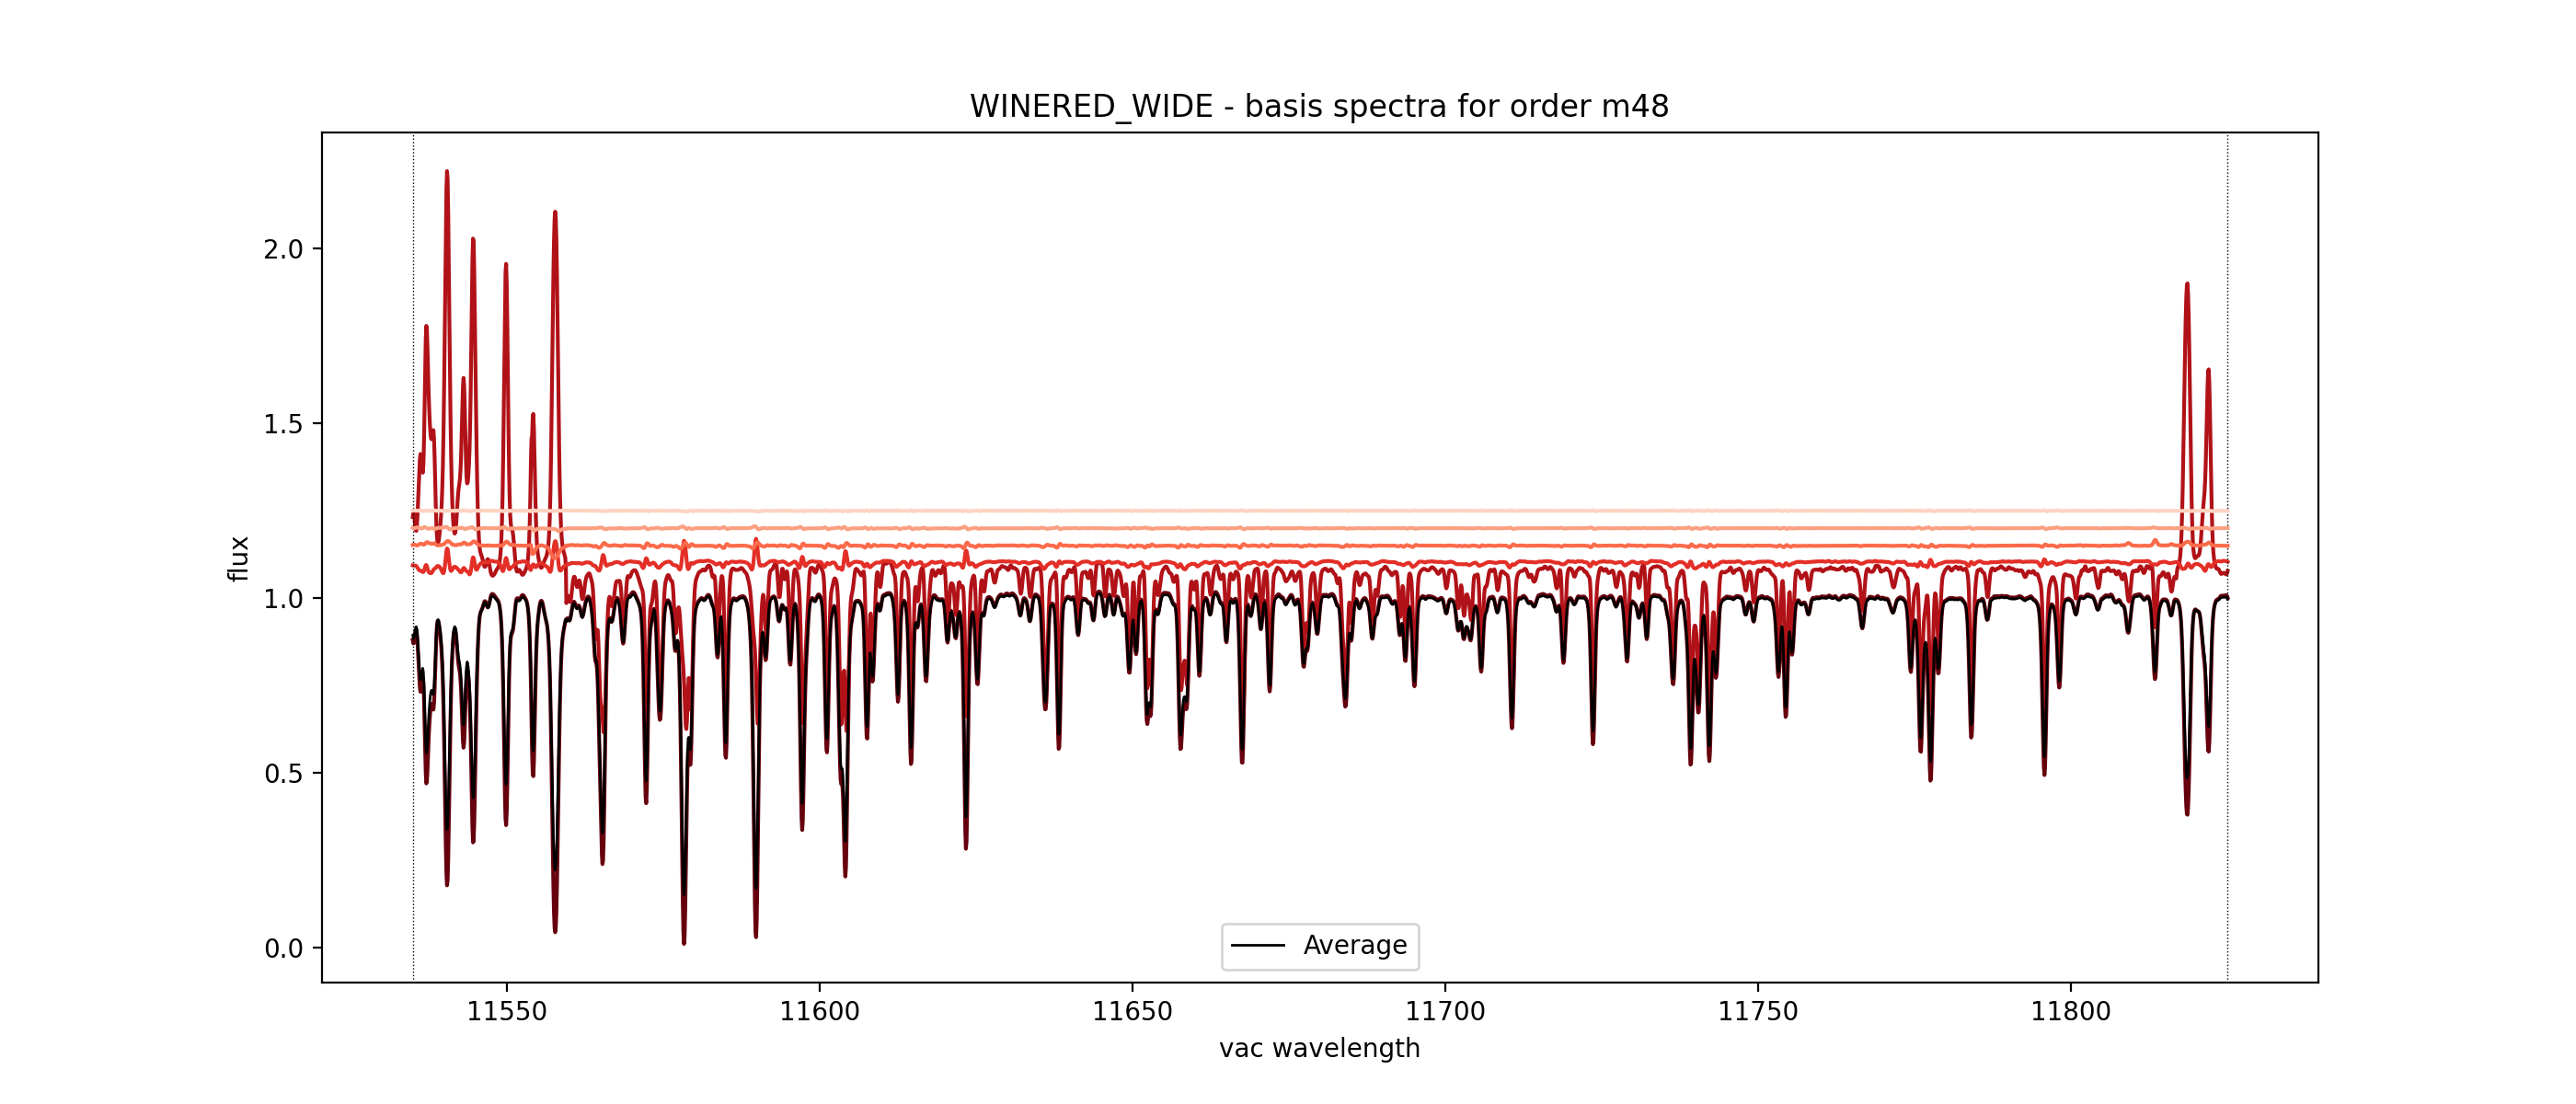 WINERED_WIDE - basis spectra for order m48
flux
2.0
1.5
1.0
0.5
0.0
Average
11550 11600 11650 11700 11750 11800
vac wavelength